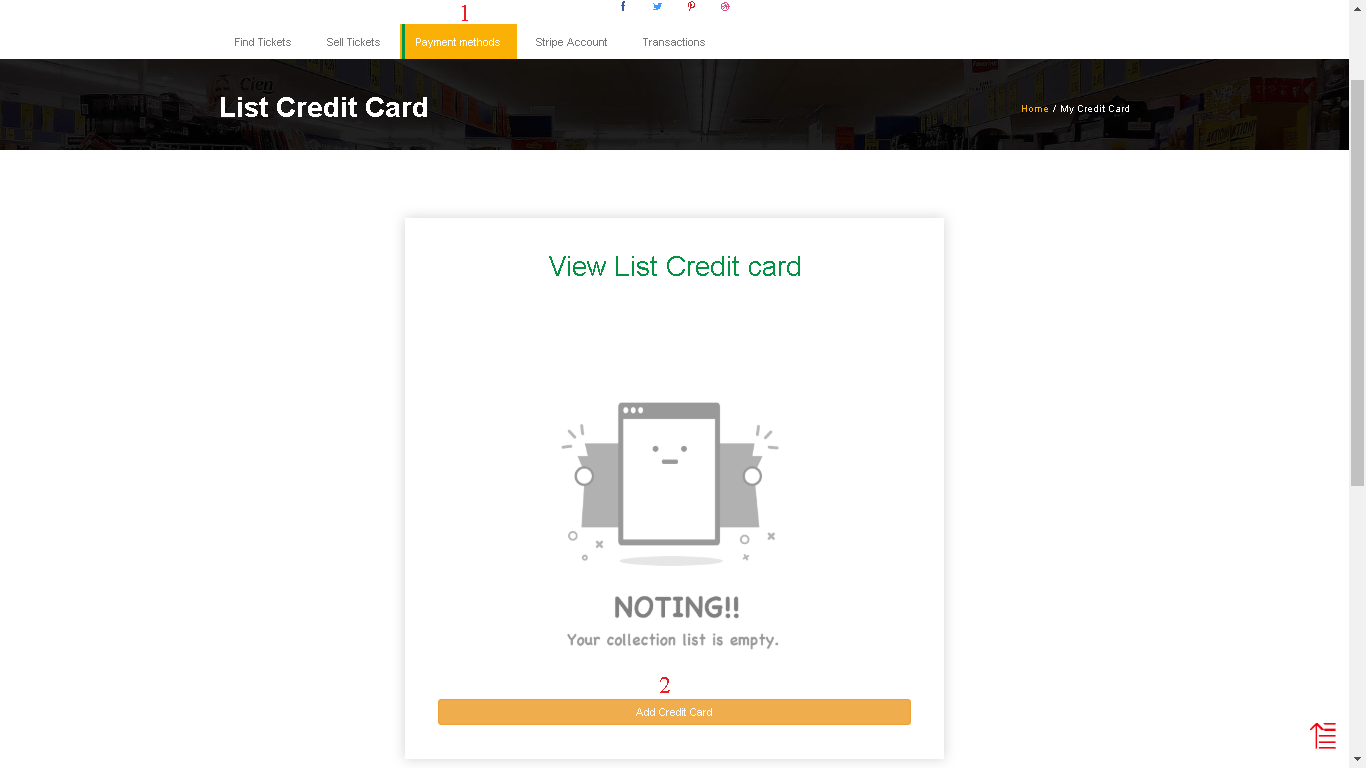 1
Find Tickets
Sell Tickets
Payment methods
Stripe Account
Transactions
Cien
List Credit Card
Home / My Credit Card
View List Credit card
NOTING!!
Your collection list is empty.
2
Add Credit Card